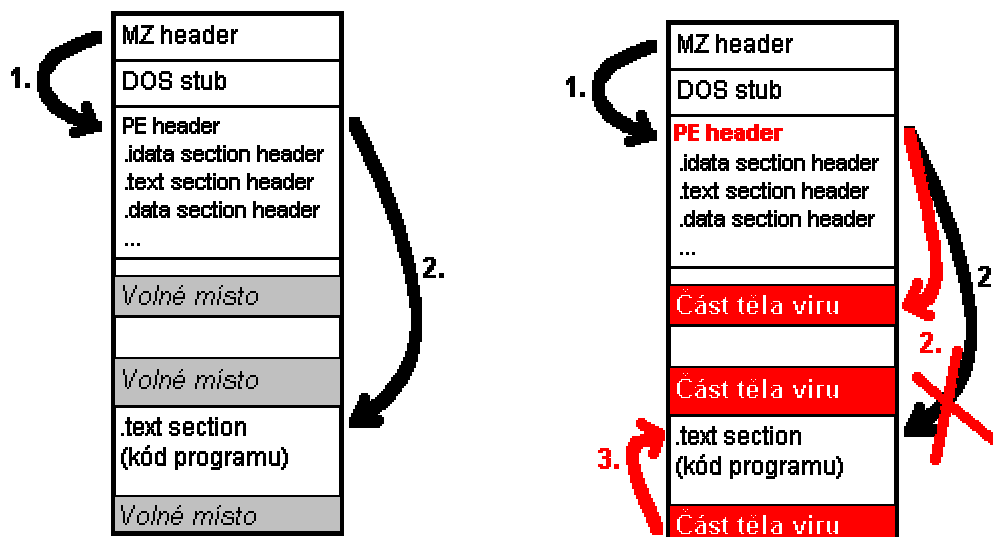 MZ header
1.
DOS stub
PE header
.idata section header
.text section header
.data section header
...
2.
Volné místo
Volné místo
.text section
(kód programu)
Volné místo
MZ header
1.
DOS stub
PE header
.idata section header
.text section header
.data section header
...
2
Část těla viru
2.
Část těla viru
.text section
3.
(kód programu)
Část těla viru